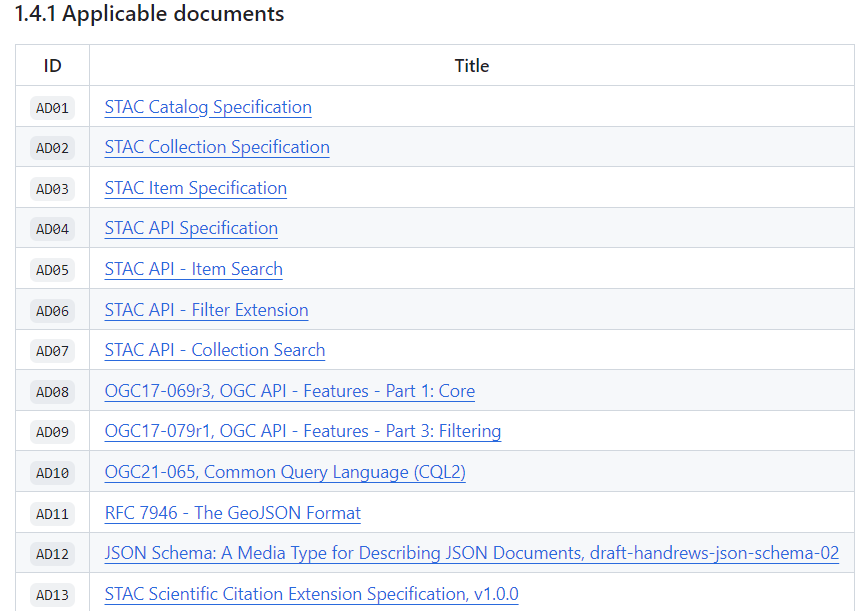 1.4.1 Applicable documents
ID Title
AD01 STAC Catalog Specification
AD02 STAC Collection Specification
AD03 STAC Item Specification
AD04 STAC API Specification
AD05 STAC API - Item Search
AD06 STAC API - Filter Extension
AD07 STAC API - Collection Search
AD08 OGC17-069r3, OGC API - Features - Part 1: Core
AD09 OGC17-079r1, OGC API - Features - Part 3: Filtering
AD10 OGC21-065, Common Query Language (CQL2)
AD11 RFC 7946 - The GeoJSON Format
AD12 JSON Schema: A Media Type for Describing JSON Documents, draft-handrews-json-schema-02
AD13 STAC Scientific Citation Extension Specification, v1.0.0